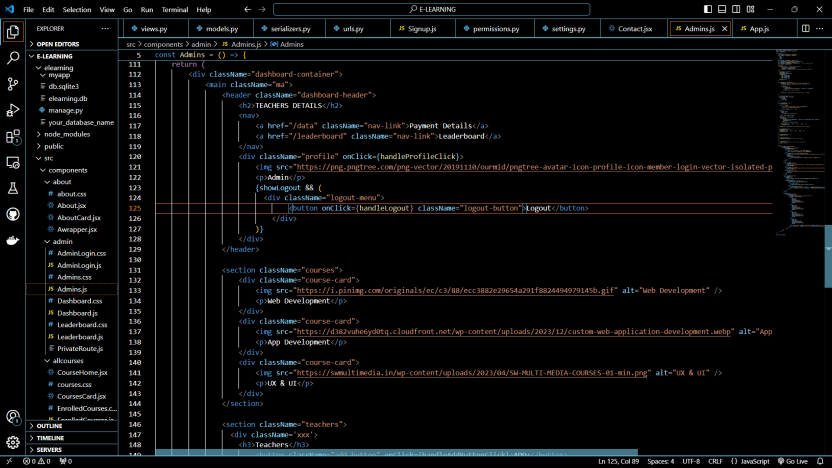 File Edit Selection View Go Run Terminal Help
E-LEARNING
EXPLORER
views.py
models.py
serializers.py
urls.py
Signup.js
permissions.py
settings.py
Contact.jsx
Admins.js
App.js
OPEN EDITORS
E-LEARNING
elearning
myapp
db.sqlite3
elearning.db
manage.py
your_database_name
node_modules
public
src
components
about
about.css
About.jsx
AboutCard.jsx
Awrapper.jsx
admin
AdminLogin.css
AdminLogin.js
Admins.css
Admins.js
Dashboard.css
Dashboard.js
Leaderboard.css
Leaderboard.js
PrivateRoute.js
allcourses
CourseHome.jsx
courses.css
CoursesCard.jsx
EnrolledCourses.c...
OUTLINE
TIMELINE
SERVERS
src > components > admin > JS Admins.js > Admins
5 const Admins = () => {
111 return (
112 <div className="dashboard-container">
113 <main className="ma">
114 <header className="dashboard-header">
115 <h2>TEACHERS DETAILS</h2>
116 <nav>
117 <a href="/data" className="nav-link">Payment Details</a>
118 <a href="/leaderboard" className="nav-link">Leaderboard</a>
119 </nav>
120 <div className="profile" onClick={handleProfileClick}>
121 <img src="https://png.pngtree.com/png-vector/20191110/ourmid/pngtree-avatar-icon-profile-icon-member-login-vector-isolated-p
122 <p>Admin</p>
123 {showLogout && (
124 <div className="logout-menu">
125 <button onClick={handleLogout} className="logout-button">Logout</button>
126 </div>
127 )}
128 </div>
129 </header>
130
131 <section className="courses">
132 <div className="course-card">
133 <img src="https://i.pinimg.com/originals/ec/c3/88/ecc3882e29654a291f8824494979145b.gif" alt="Web Development" />
134 <p>Web Development</p>
135 </div>
136 <div className="course-card">
137 <img src="https://d382vuhe6yd0tq.cloudfront.net/wp-content/uploads/2023/12/custom-web-application-development.webp" alt="App
138 <p>App Development</p>
139 </div>
140 <div className="course-card">
141 <img src="https://swmultimedia.in/wp-content/uploads/2023/04/SW-MULTI-MEDIA-COURSES-01-min.png" alt="UX & UI" />
142 <p>UX & UI</p>
143 </div>
144 </section>
145
146 <section className="teachers">
147 <div className='xxx'>
148 <h3>Teachers</h3>
149
0 0 0
Ln 125, Col 89
Spaces: 4
UTF-8
CRLF
{} JavaScript
Go Live